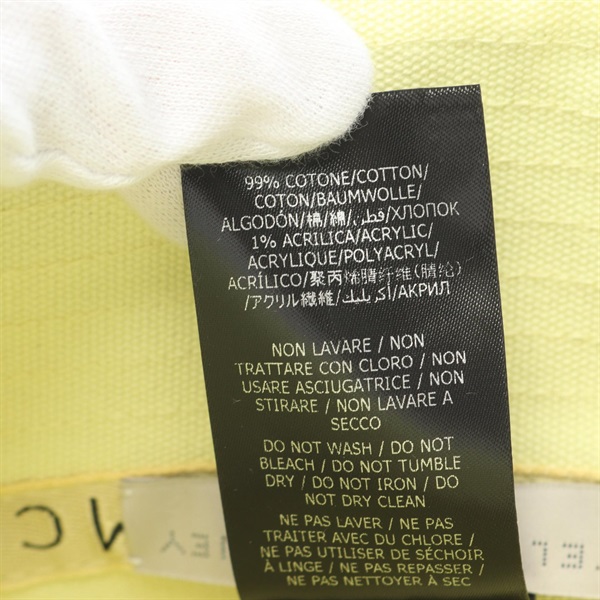 99% COTONE/COTTON/
COTON/BAUMWOLLE/
ALGODÓN/棉/綿/قطن/ХЛОПОК
1% ACRILICA/ACRYLIC/
ACRYLIQUE/POLYACRYL/
ACRÍLICO/聚丙烯腈纤维(腈纶)
/アクリル繊維/أكريليك/АКРИЛ
NON LAVARE / NON
TRATTARE CON CLORO / NON
USARE ASCIUGATRICE / NON
STIRARE / NON LAVARE A
SECCO
DO NOT WASH / DO NOT
BLEACH / DO NOT TUMBLE
DRY / DO NOT IRON / DO
NOT DRY CLEAN
NE PAS LAVER / NE PAS
TRAITER AVEC DU CHLORE /
NE PAS UTILISER DE SÉCHOIR
À LINGE / NE PAS REPASSER /
NE PAS NETTOYER À SEC